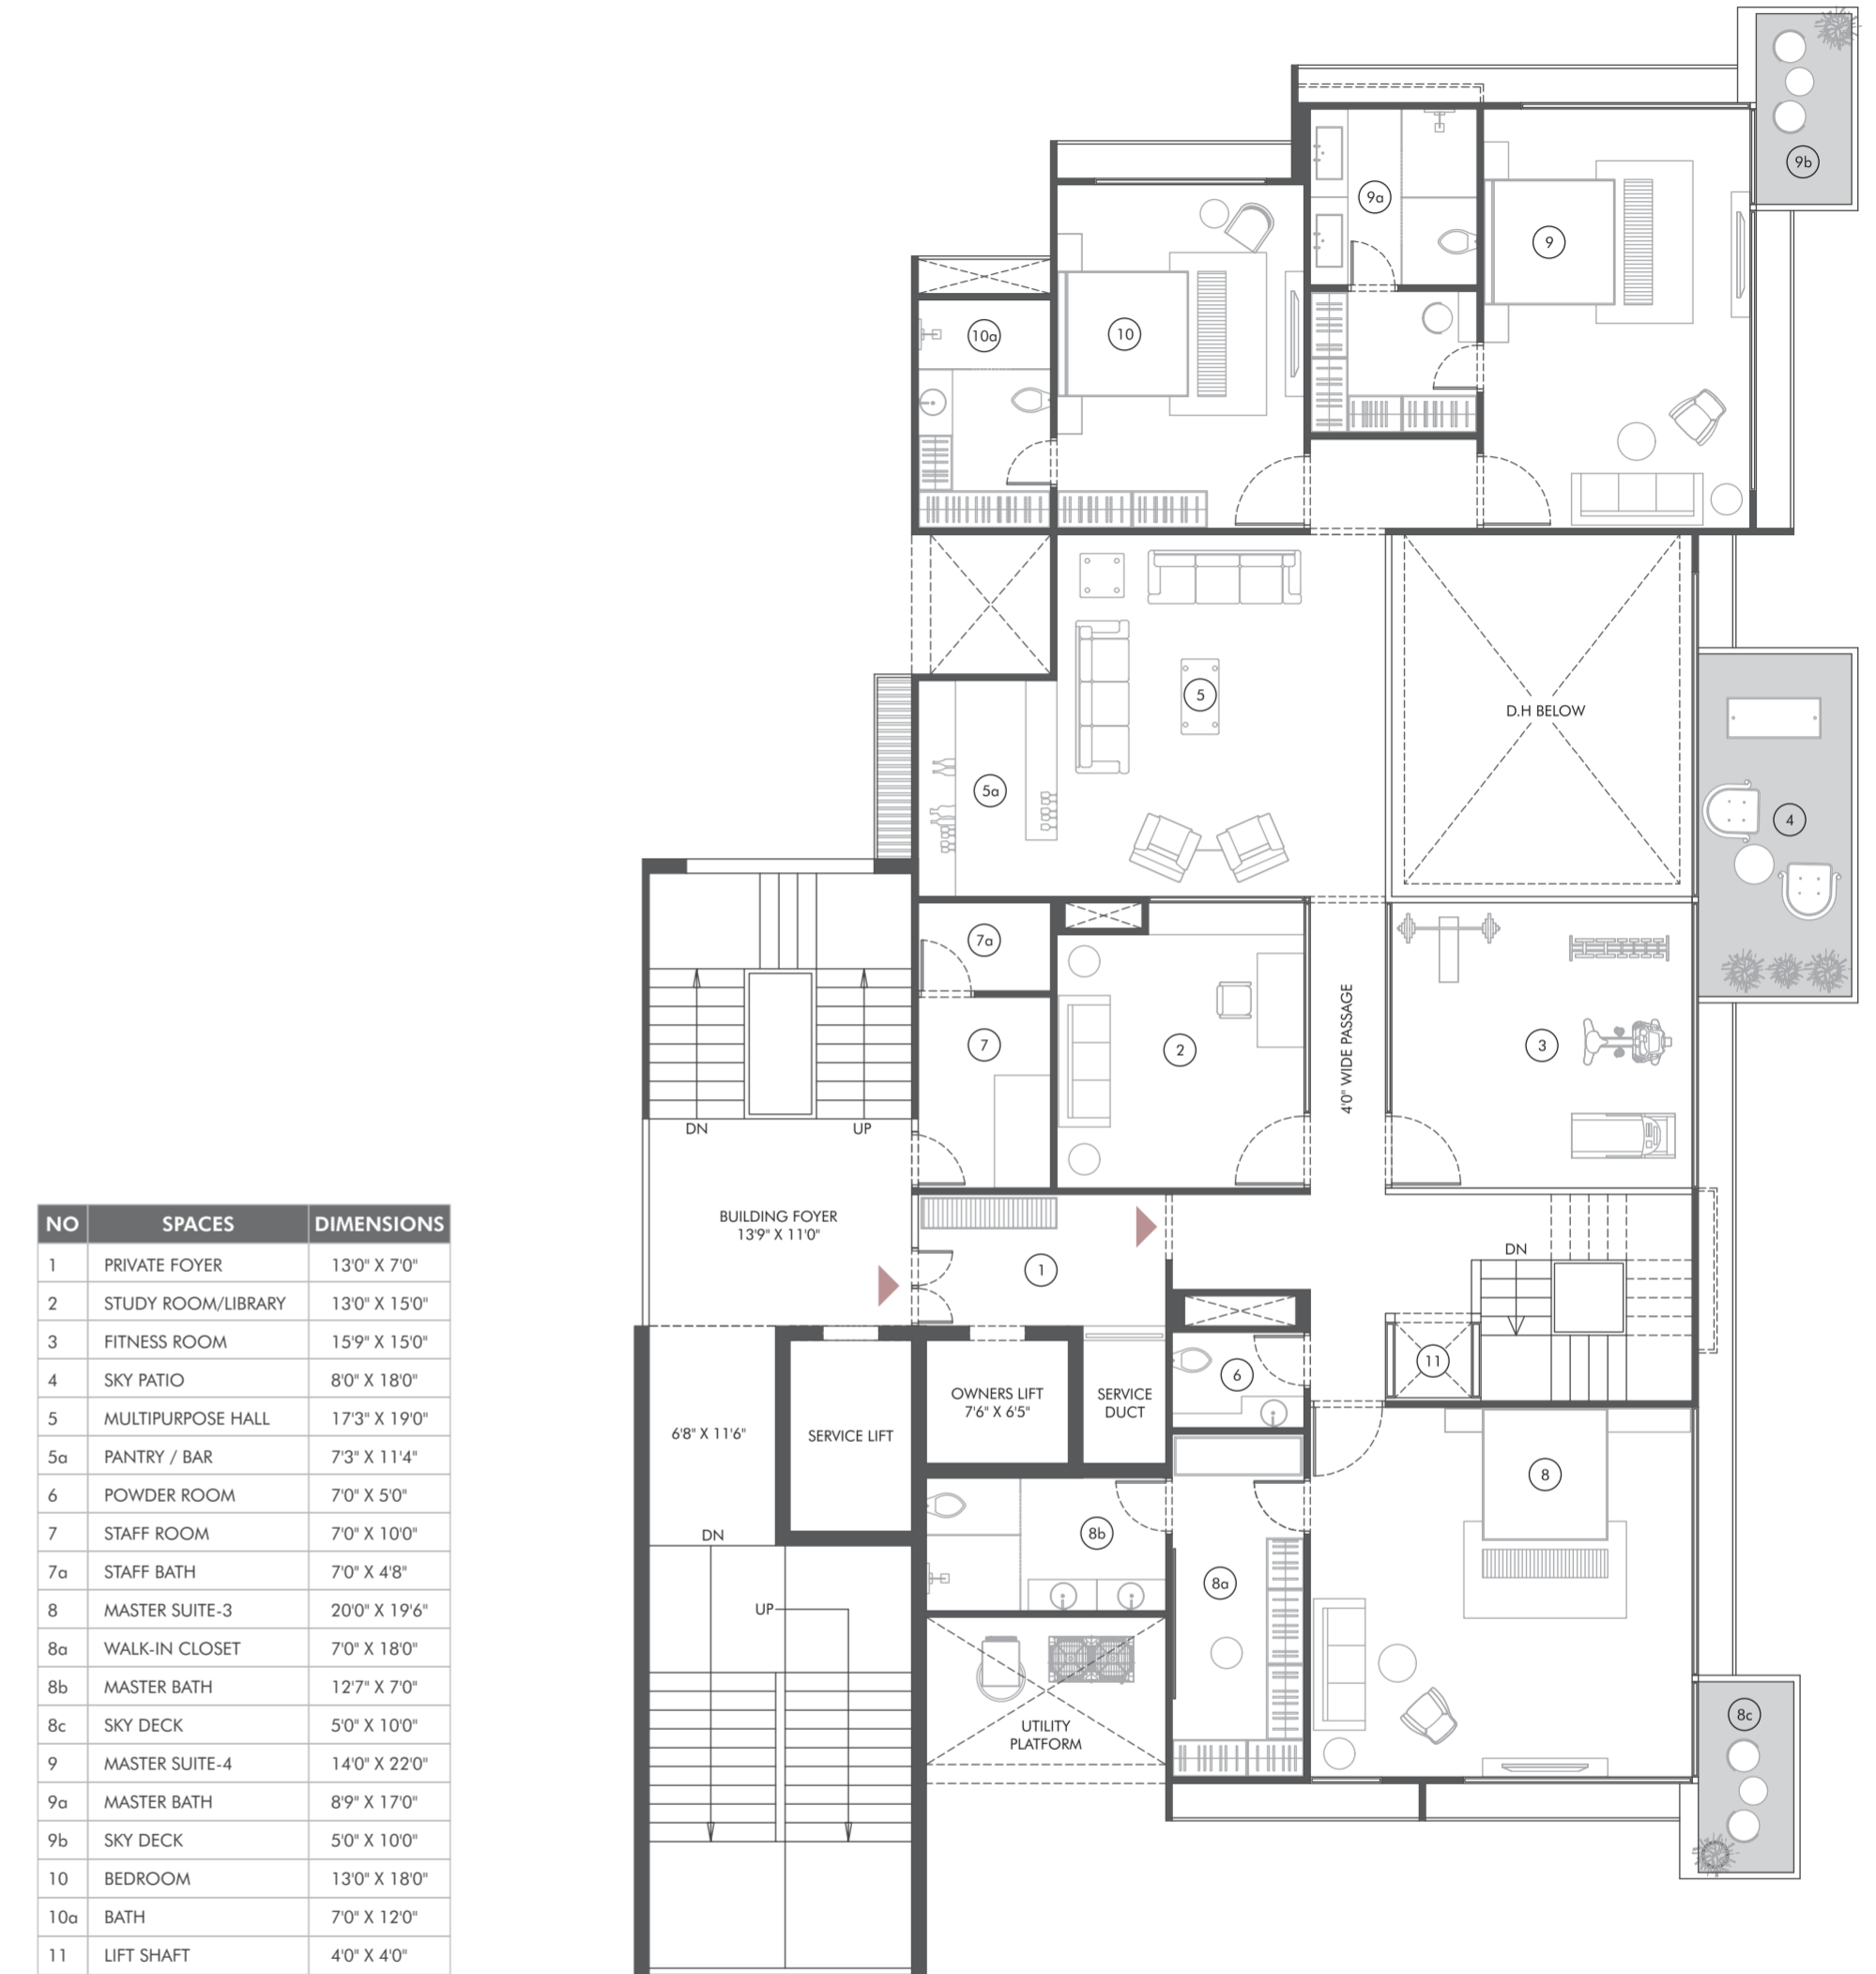 9b
9a
9
10a
10
5
D.H BELOW
5a
4
7a
4'0" WIDE PASSAGE
7
2
3
DN
UP
BUILDING FOYER
13'9" X 11'0"
1
DN
11
6
OWNERS LIFT
7'6" X 6'5"
SERVICE
DUCT
6'8" X 11'6"
SERVICE LIFT
8
DN
8b
8a
UP
UTILITY
PLATFORM
8c
NO SPACES DIMENSIONS
1 PRIVATE FOYER 13'0" X 7'0"
2 STUDY ROOM/LIBRARY 13'0" X 15'0"
3 FITNESS ROOM 15'9" X 15'0"
4 SKY PATIO 8'0" X 18'0"
5 MULTIPURPOSE HALL 17'3" X 19'0"
5a PANTRY / BAR 7'3" X 11'4"
6 POWDER ROOM 7'0" X 5'0"
7 STAFF ROOM 7'0" X 10'0"
7a STAFF BATH 7'0" X 4'8"
8 MASTER SUITE-3 20'0" X 19'6"
8a WALK-IN CLOSET 7'0" X 18'0"
8b MASTER BATH 12'7" X 7'0"
8c SKY DECK 5'0" X 10'0"
9 MASTER SUITE-4 14'0" X 22'0"
9a MASTER BATH 8'9" X 17'0"
9b SKY DECK 5'0" X 10'0"
10 BEDROOM 13'0" X 18'0"
10a BATH 7'0" X 12'0"
11 LIFT SHAFT 4'0" X 4'0"